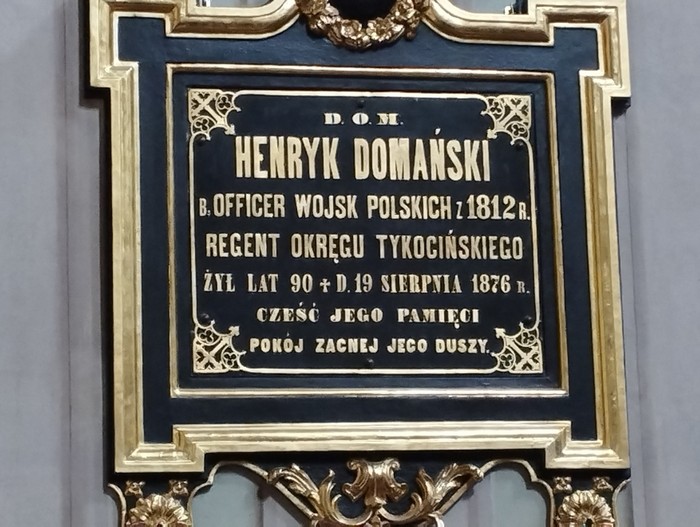 D. O. M.
HENRYK DOMAŃSKI
B. OFFICER WOJSK POLSKICH Z 1812 R.
REGENT OKRĘGU TYKOCIŃSKIEGO
ŻYŁ LAT 90 † D. 19 SIERPNIA 1876 R.
CZEŚĆ JEGO PAMIĘCI
POKÓJ ZACNEJ JEGO DUSZY.